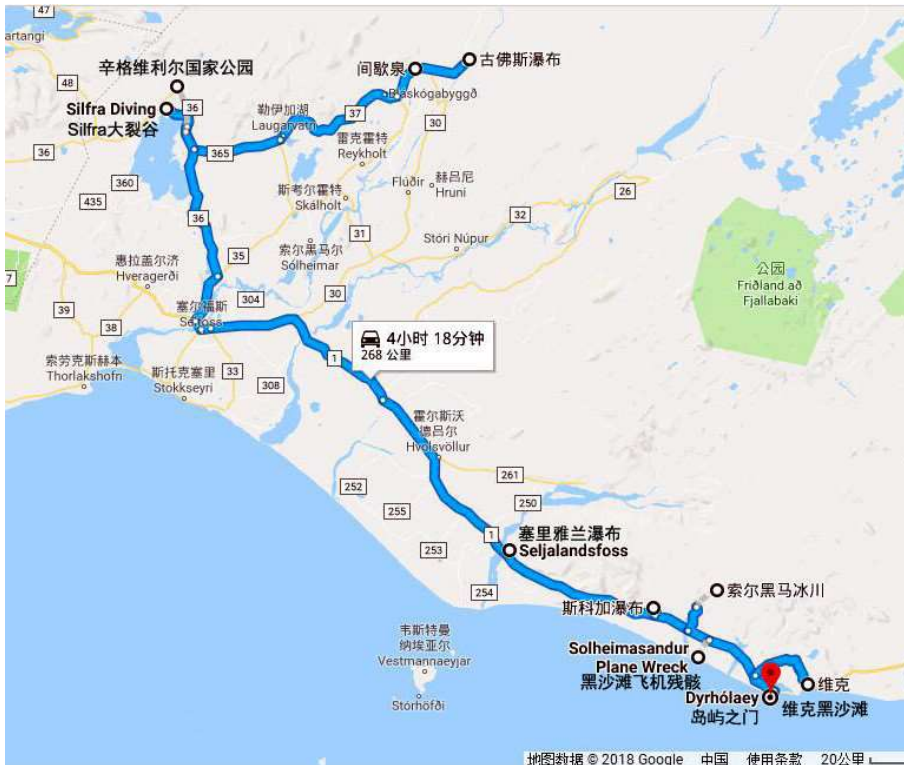 47
artangi
48
辛格维利尔国家公园
间歇泉
古佛斯瀑布
Silfra Diving
Silfra大裂谷
36
勒伊加湖
Laugarvatn
37
Bláskógabyggð
30
36
365
雷克霍特
Reykholt
360
435
斯考尔霍特
Skálholt
Flúðir
赫吕尼
Hruni
26
36
32
31
Stóri Núpur
35
索尔黑马尔
Sólheimar
惠拉盖尔济
Hveragerði
公园
Friðland að
Fjallabaki
7
304
30
39
塞尔福斯
Selfoss
38
1
4小时 18分钟
268 公里
索劳克斯赫本
Thorlakshofn
斯托克塞里
Stokkseyri
33
308
霍尔斯沃
德吕尔
Hvolsvöllur
261
252
250
255
1
塞里雅兰瀑布
Seljalandsfoss
253
254
索尔黑马冰川
斯科加瀑布
韦斯特曼
纳埃亚尔
Vestmannaeyjar
Solheimasandur
Plane Wreck
黑沙滩飞机残骸
Stórhöfði
维克
Dyrhólaey
岛屿之门
维克黑沙滩
地图数据 © 2018 Google 中国 使用条款 20公里